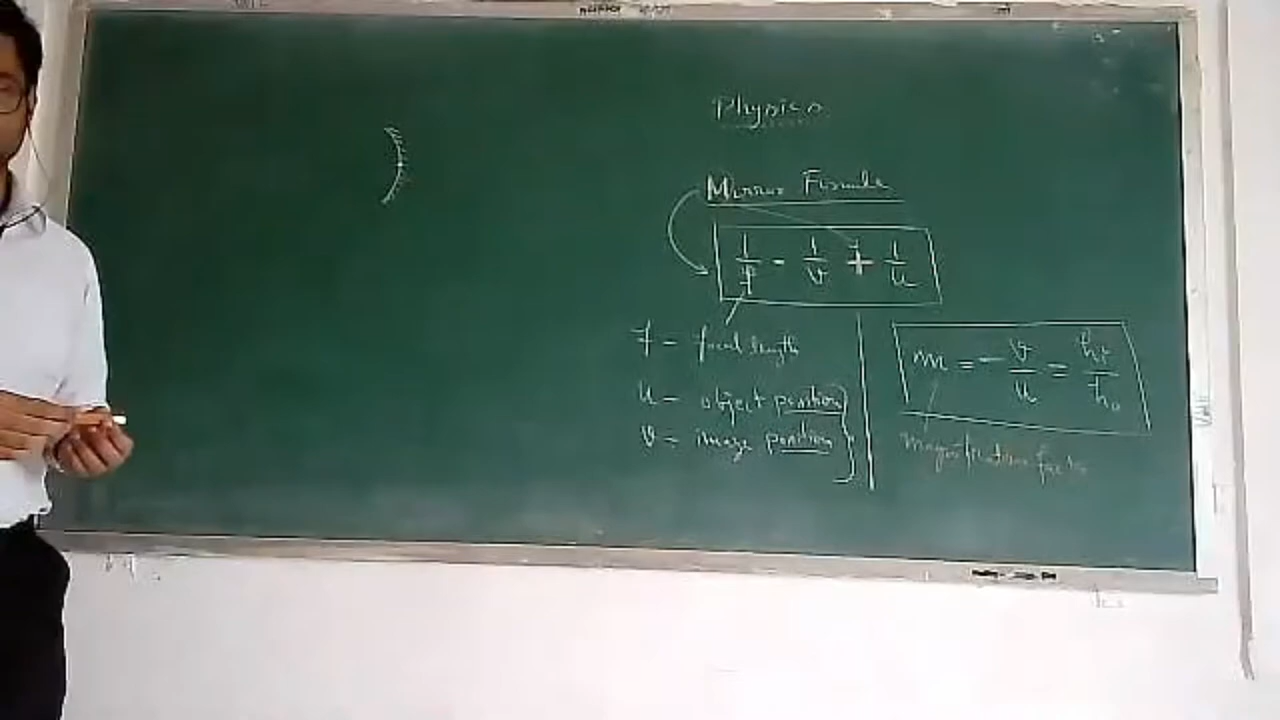 Physics
Mirror Formula
1/f = 1/v + 1/u
f - focal length
u - object position
v - image position
m = - v/u = hi/ho
magnification factor